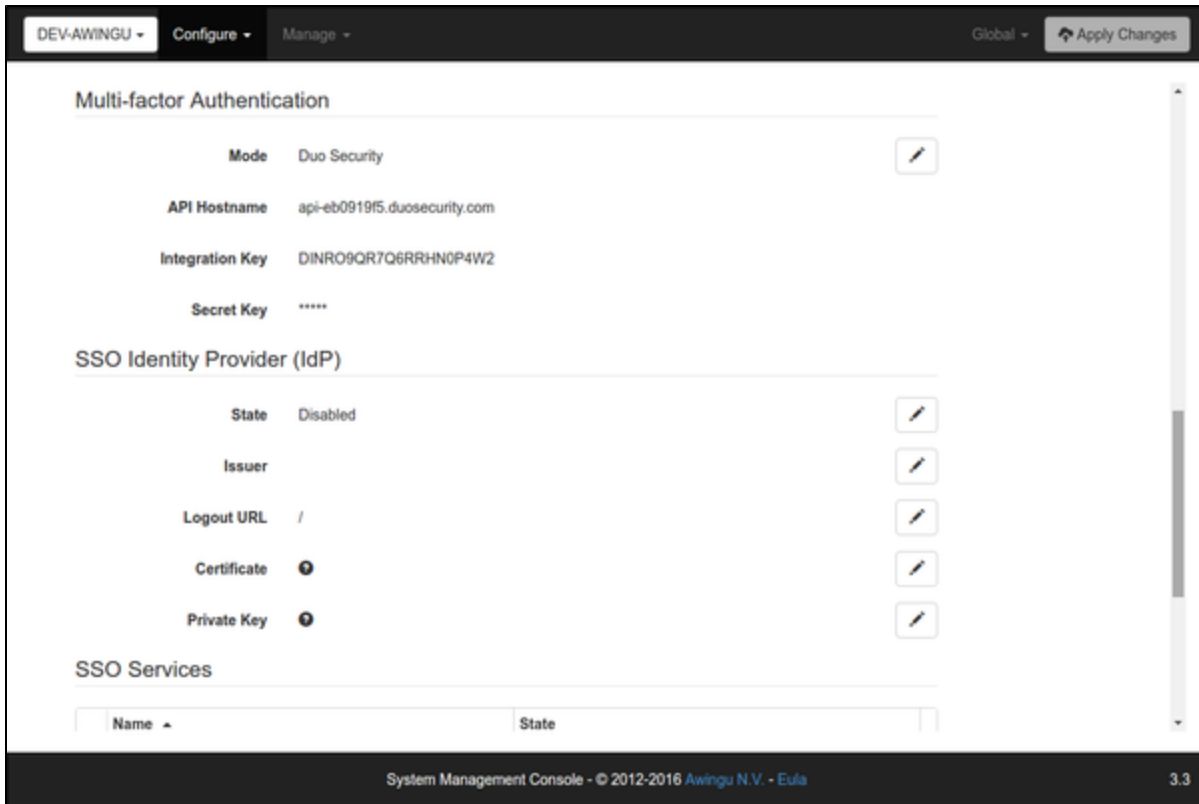 DEV-AWINGU Configure Manage Global Apply Changes
Multi-factor Authentication
Mode Duo Security
API Hostname api-eb0919f5.duosecurity.com
Integration Key DINRO9QR7Q6RRHN0P4W2
Secret Key *****
SSO Identity Provider (IdP)
State Disabled
Issuer
Logout URL /
Certificate
Private Key
SSO Services
Name State
System Management Console - © 2012-2016 Awingu N.V. - Eula 3.3